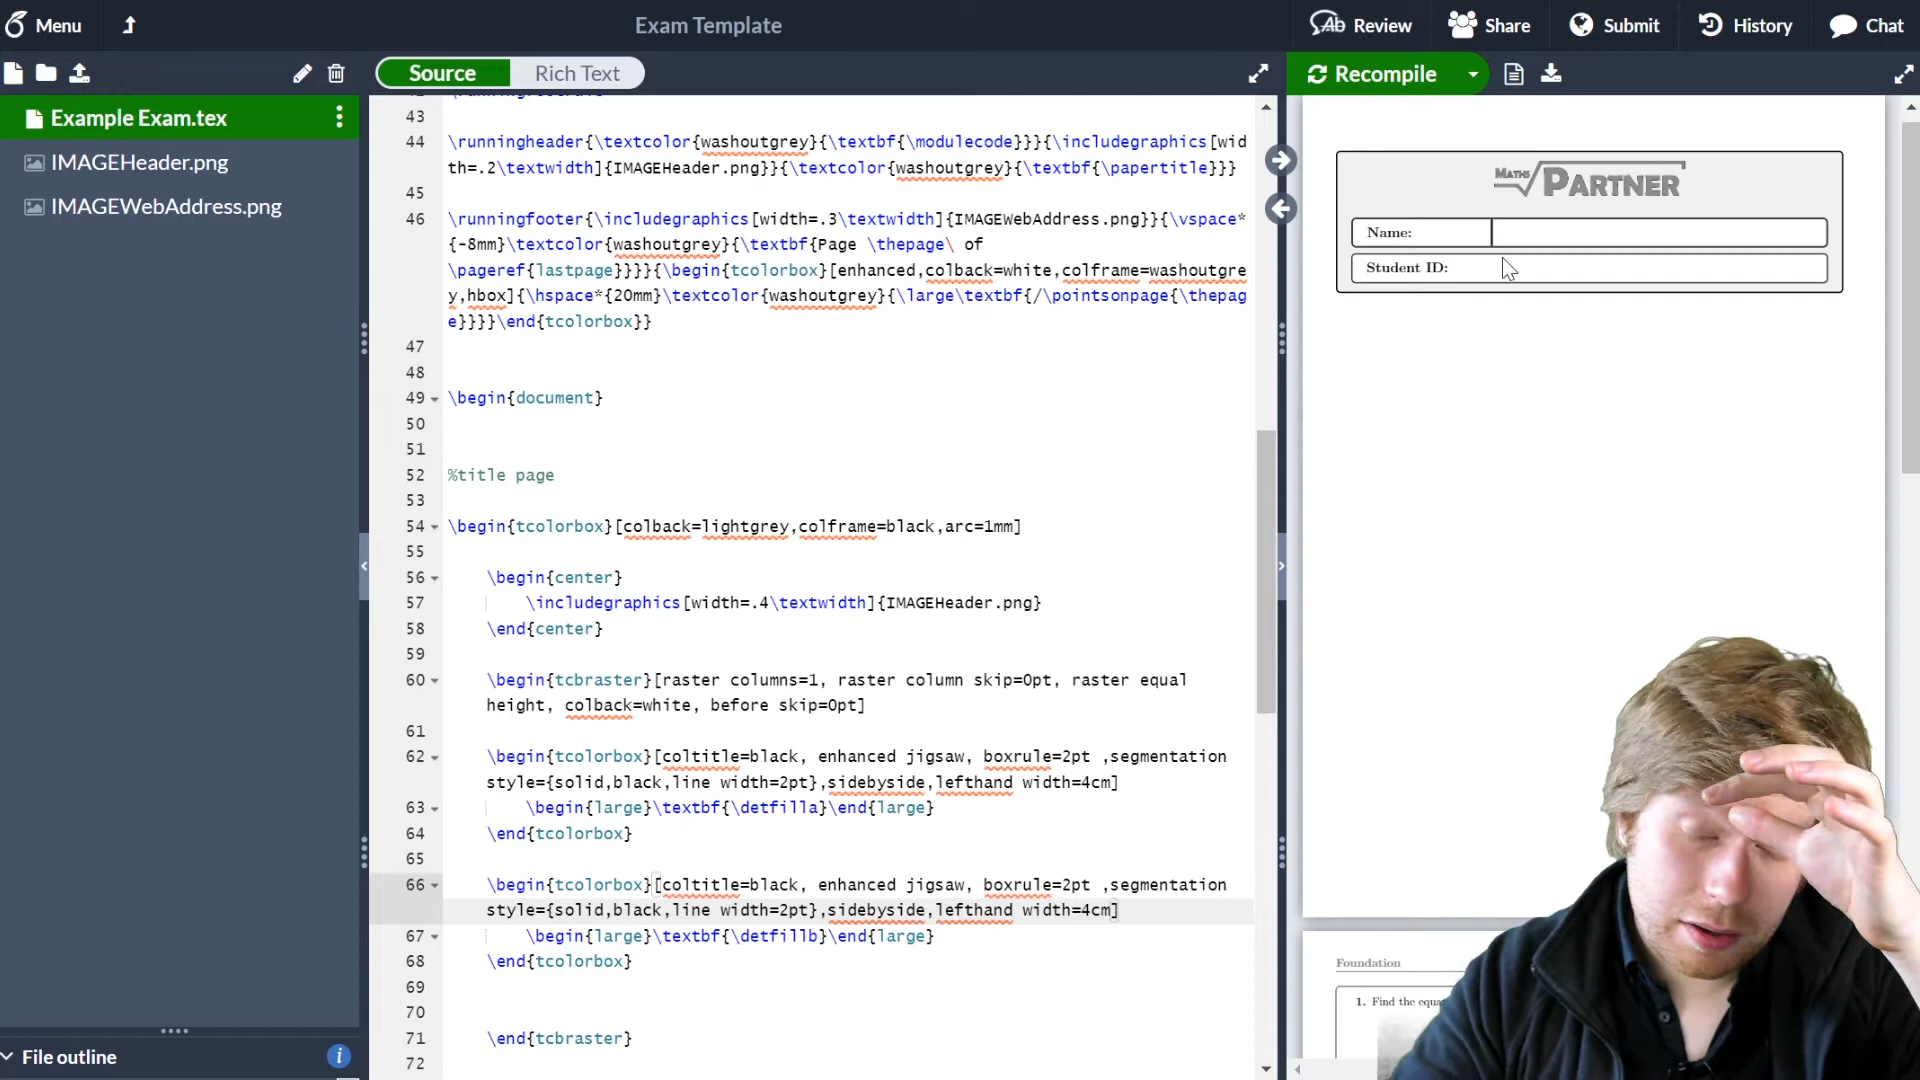 Menu
Exam Template
Review
Share
Submit
History
Chat
Source
Rich Text
Recompile
Example Exam.tex
IMAGEHeader.png
IMAGEWebAddress.png
43
44 \runningheader{\textcolor{washoutgrey}{\textbf{\modulecode}}}{\includegraphics[wid
th=.2\textwidth]{IMAGEHeader.png}}{\textcolor{washoutgrey}{\textbf{\papertitle}}}
45
46 \runningfooter{\includegraphics[width=.3\textwidth]{IMAGEWebAddress.png}}{\vspace*
{-8mm}\textcolor{washoutgrey}{\textbf{Page \thepage\ of
\pageref{lastpage}}}}{\begin{tcolorbox}[enhanced,colback=white,colframe=washoutgre
y,hbox]{\hspace*{20mm}\textcolor{washoutgrey}{\large\textbf{/\pointsonpage{\thepag
e}}}}\end{tcolorbox}}
47
48
49 \begin{document}
50
51
52 %title page
53
54 \begin{tcolorbox}[colback=lightgrey,colframe=black,arc=1mm]
55
56 \begin{center}
57 \includegraphics[width=.4\textwidth]{IMAGEHeader.png}
58 \end{center}
59
60 \begin{tcbraster}[raster columns=1, raster column skip=0pt, raster equal
height, colback=white, before skip=0pt]
61
62 \begin{tcolorbox}[coltitle=black, enhanced jigsaw, boxrule=2pt ,segmentation
style={solid,black,line width=2pt},sidebyside,lefthand width=4cm]
63 \begin{large}\textbf{\detfilla}\end{large}
64 \end{tcolorbox}
65
66 \begin{tcolorbox}[coltitle=black, enhanced jigsaw, boxrule=2pt ,segmentation
style={solid,black,line width=2pt},sidebyside,lefthand width=4cm]
67 \begin{large}\textbf{\detfillb}\end{large}
68 \end{tcolorbox}
69
70
71 \end{tcbraster}
72
File outline
MATHS PARTNER
Name:
Student ID:
Foundation
1. Find the